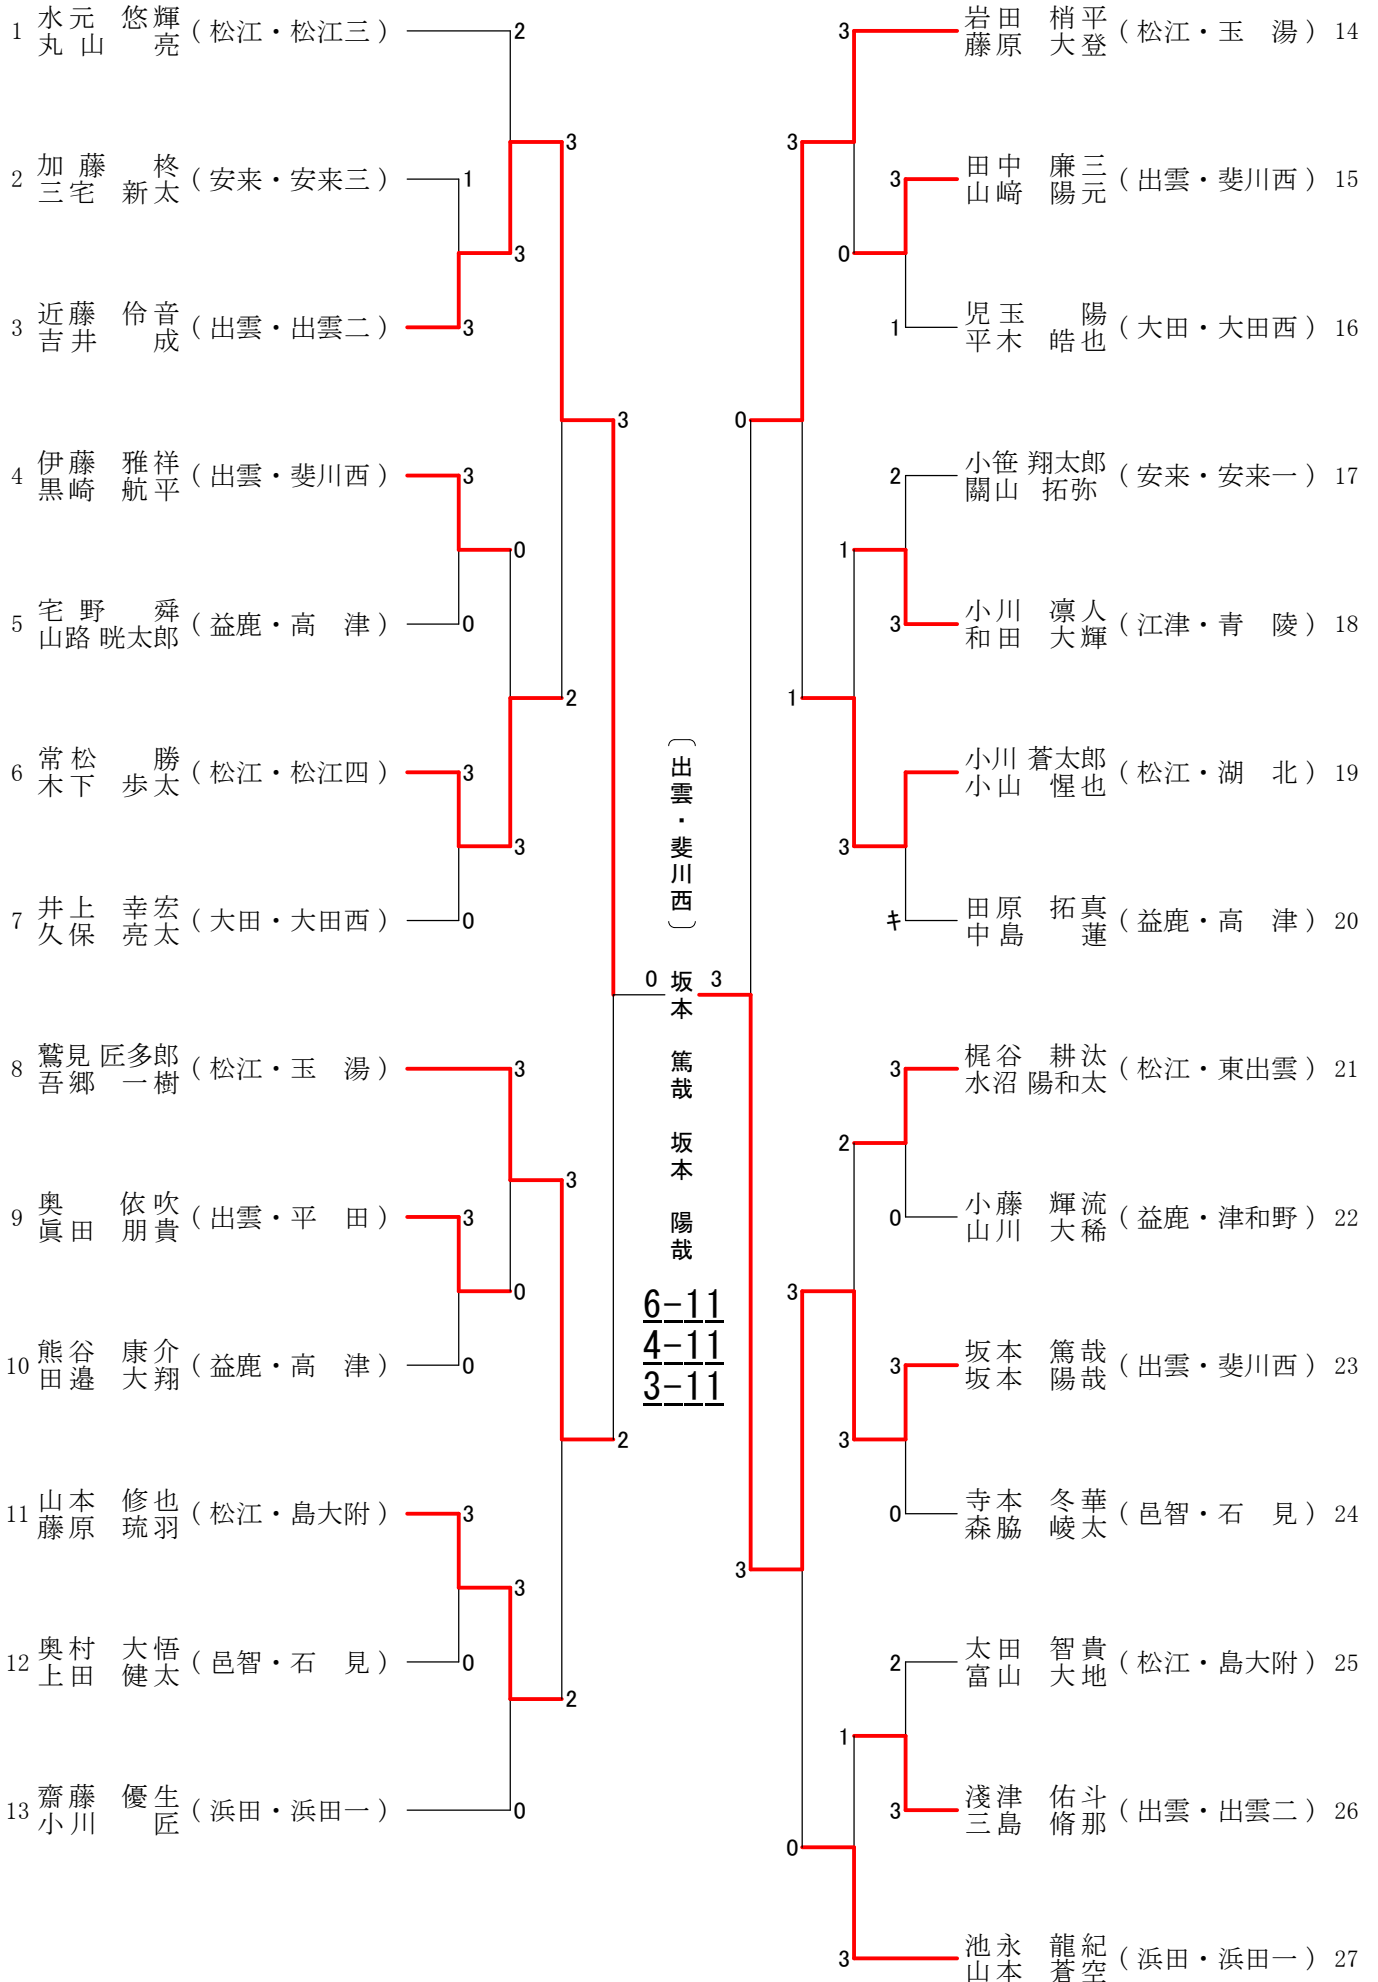 1 水元 悠輝 (松江・松江三) 2
丸山 亮
3
2 加藤 柊 (安来・安来三) 1
三宅 新太
3
3 近藤 伶音 (出雲・出雲二) 3
吉井 成
3
4 伊藤 雅祥 (出雲・斐川西) 3
黒崎 航平
0
5 宅野 舜 (益鹿・高津) 0
山路 晄太郎
2
6 常松 勝 (松江・松江四) 3
木下 歩太
3
7 井上 幸宏 (大田・大田西) 0
久保 亮太
8 鷲見 匠多郎 (松江・玉湯) 3
吾郷 一樹
3
9 奥 依吹 (出雲・平田) 3
眞田 朋貴
0
10 熊谷 康介 (益鹿・高津) 0
田邉 大翔
2
11 山本 修也 (松江・島大附) 3
藤原 琉羽
3
12 奥村 大悟 (邑智・石見) 0
上田 健太
2
13 齋藤 優生 (浜田・浜田一) 0
小川 匠
〔出雲・斐川西〕
0 坂本 篤哉 坂本 陽哉 3
6-11
4-11
3-11
3 岩田 梢平 (松江・玉湯) 14
藤原 大登
3
3 田中 廉三 (出雲・斐川西) 15
山﨑 陽元
0
1 児玉 陽 (大田・大田西) 16
平木 皓也
0
2 小笹 翔太郎 (安来・安来一) 17
關山 拓弥
1
3 小川 凛人 (江津・青陵) 18
和田 大輝
1
小川 蒼太郎 (松江・湖北) 19
小山 惺也
3
キ 田原 拓真 (益鹿・高津) 20
中島 蓮
3 梶谷 耕汰 (松江・東出雲) 21
水沼 陽和太
2
0 小藤 輝流 (益鹿・津和野) 22
山川 大稀
3
3 坂本 篤哉 (出雲・斐川西) 23
坂本 陽哉
3
0 寺本 冬華 (邑智・石見) 24
森脇 崚太
3
2 太田 智貴 (松江・島大附) 25
富山 大地
1
3 淺津 佑斗 (出雲・出雲二) 26
三島 脩那
0
3 池永 龍紀 (浜田・浜田一) 27
山本 蒼空